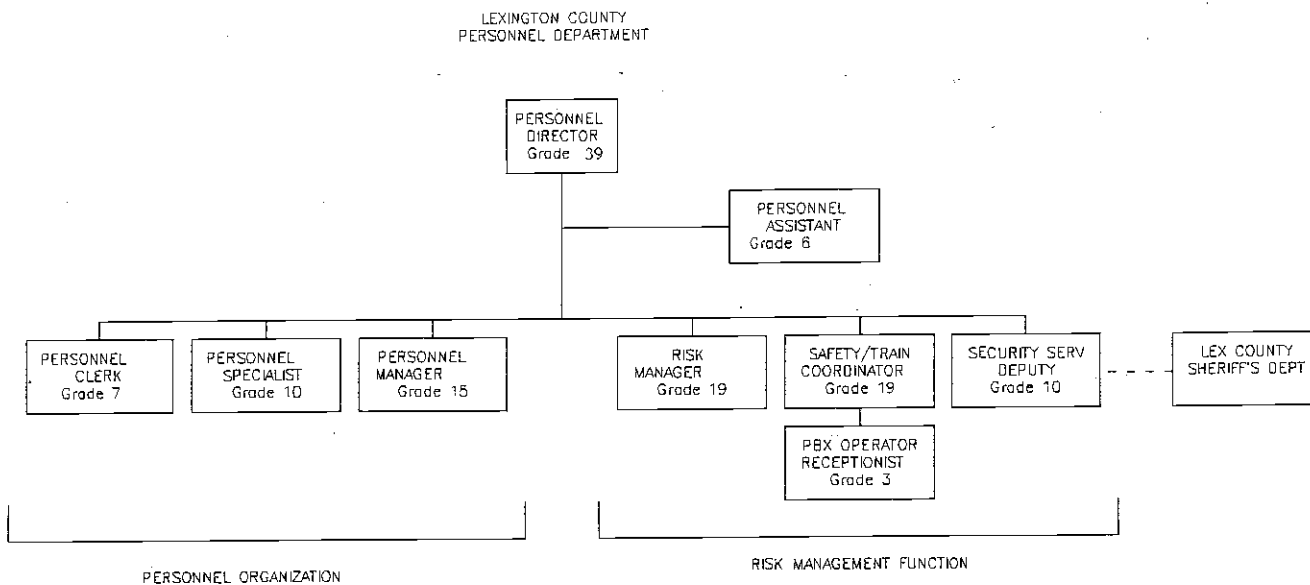 LEXINGTON COUNTY
PERSONNEL DEPARTMENT
PERSONNEL
DIRECTOR
Grade 39
PERSONNEL
ASSISTANT
Grade 6
PERSONNEL
CLERK
Grade 7
PERSONNEL
SPECIALIST
Grade 10
PERSONNEL
MANAGER
Grade 15
RISK
MANAGER
Grade 19
SAFETY/TRAIN
COORDINATOR
Grade 19
SECURITY SERV
DEPUTY
Grade 10
LEX COUNTY
SHERIFF'S DEPT
PBX OPERATOR
RECEPTIONIST
Grade 3
PERSONNEL ORGANIZATION
RISK MANAGEMENT FUNCTION